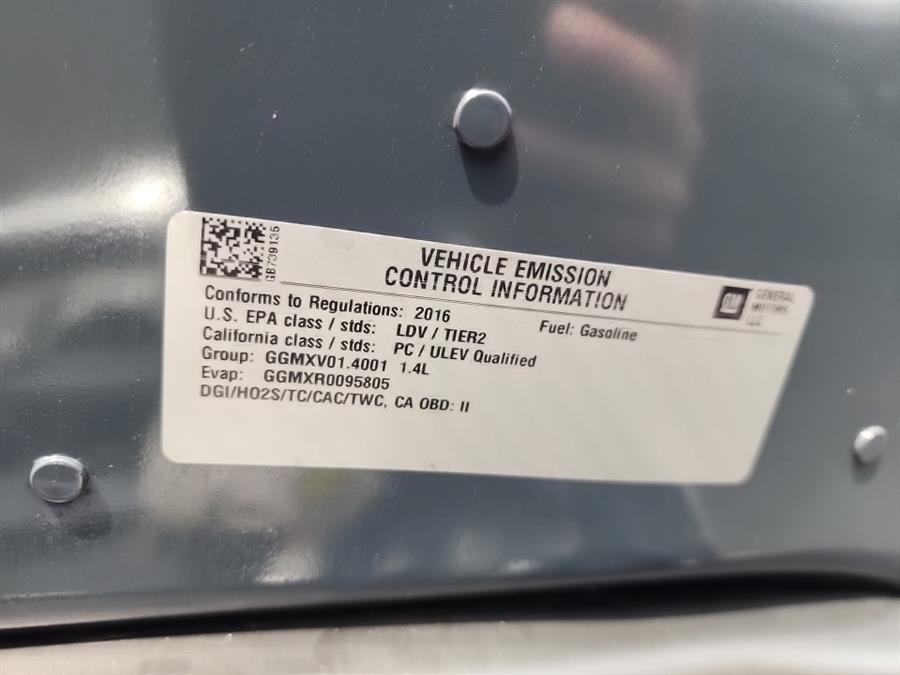 GB739135
VEHICLE EMISSION
CONTROL INFORMATION
GM
GENERAL
MOTORS
LLC
Conforms to Regulations: 2016
Fuel: Gasoline
U.S. EPA class / stds: LDV / TIER2
California class / stds: PC / ULEV Qualified
Group: GGMXV01.4001 1.4L
Evap: GGMXR0095805
DGI/HO2S/TC/CAC/TWC, CA OBD: II